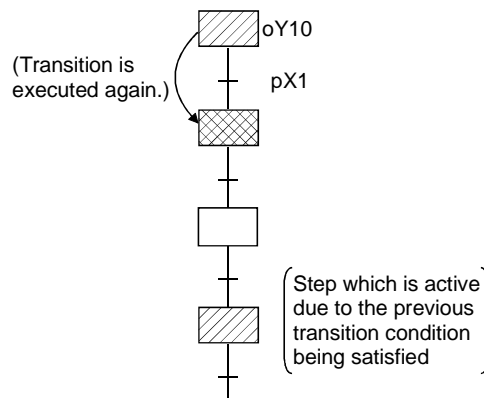 oY10
(Transition is
executed again.)
pX1
Step which is active
due to the previous
transition condition
being satisfied